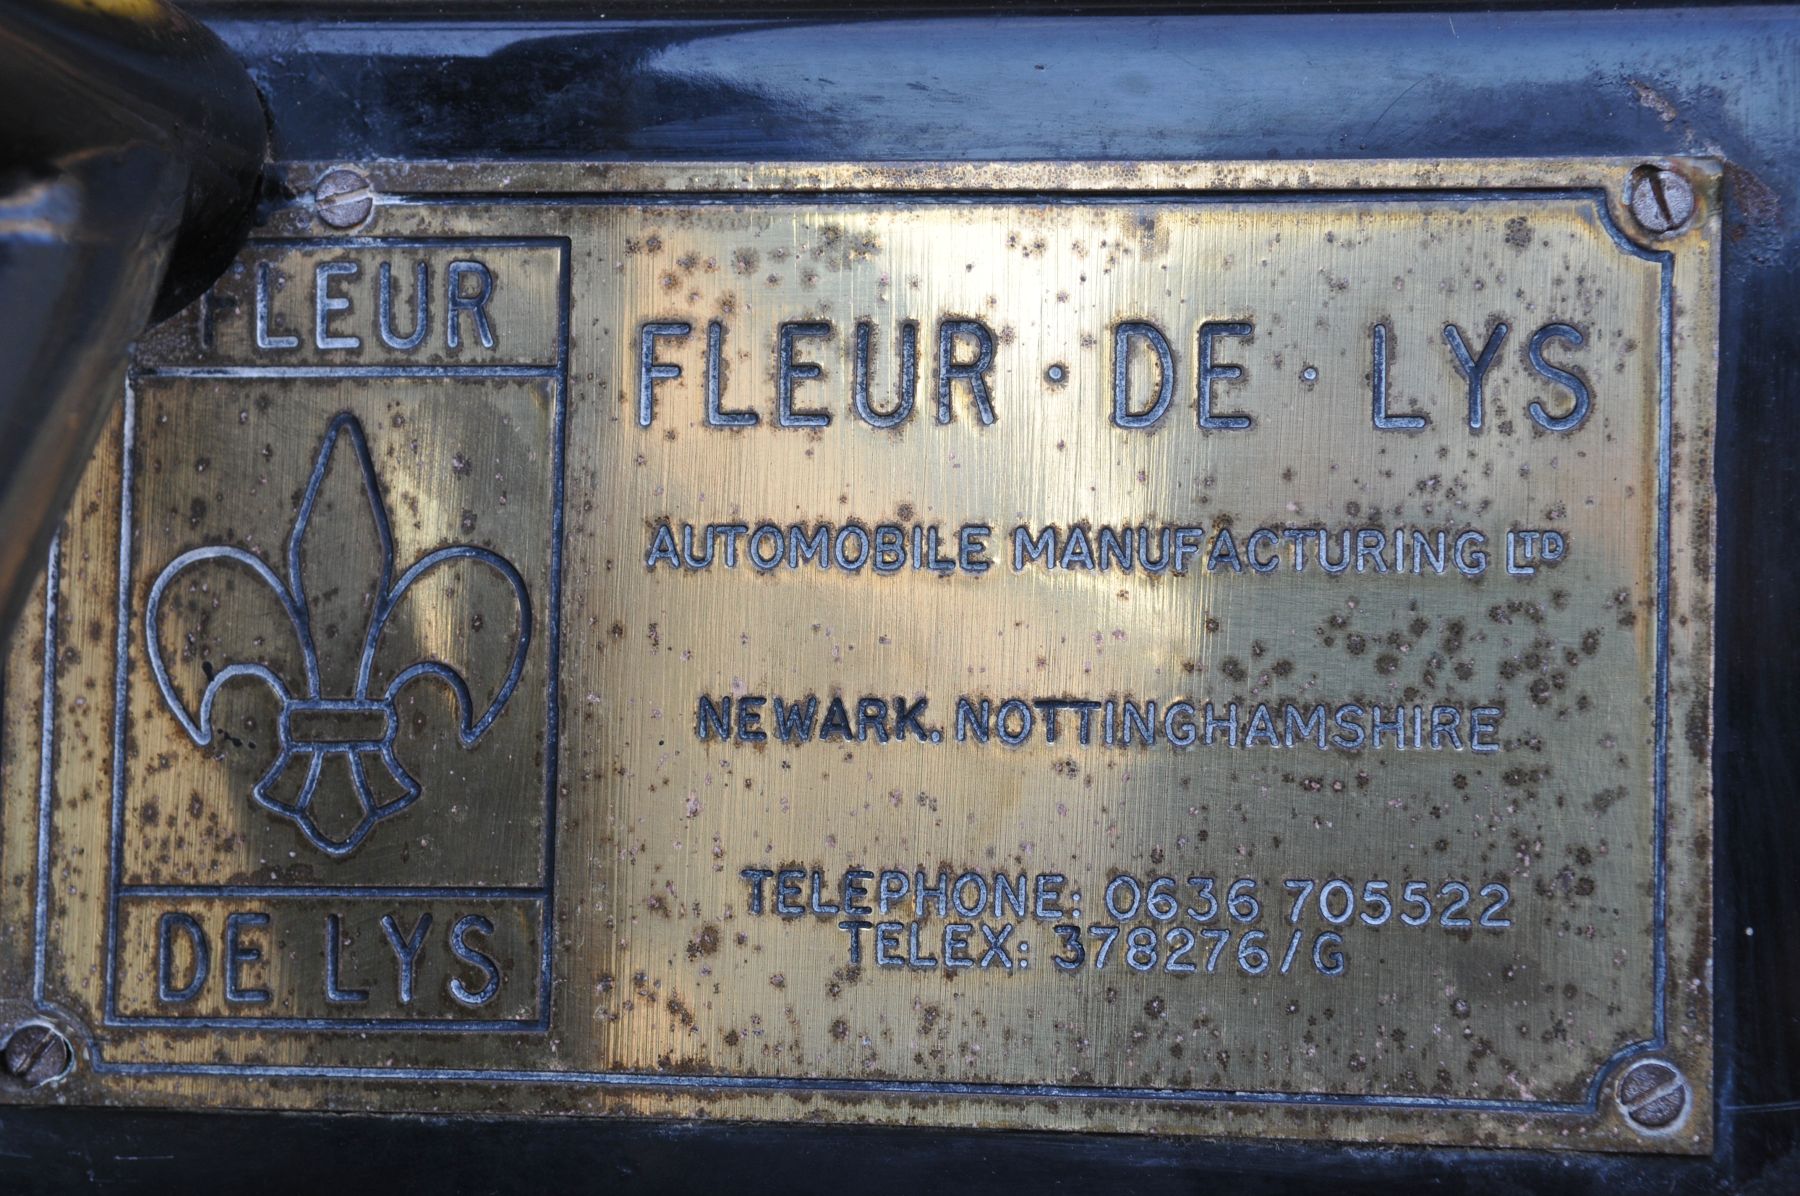 FLEUR
DE LYS
FLEUR · DE · LYS
AUTOMOBILE MANUFACTURING LTD
NEWARK, NOTTINGHAMSHIRE
TELEPHONE: 0636 705522
TELEX: 378276/G